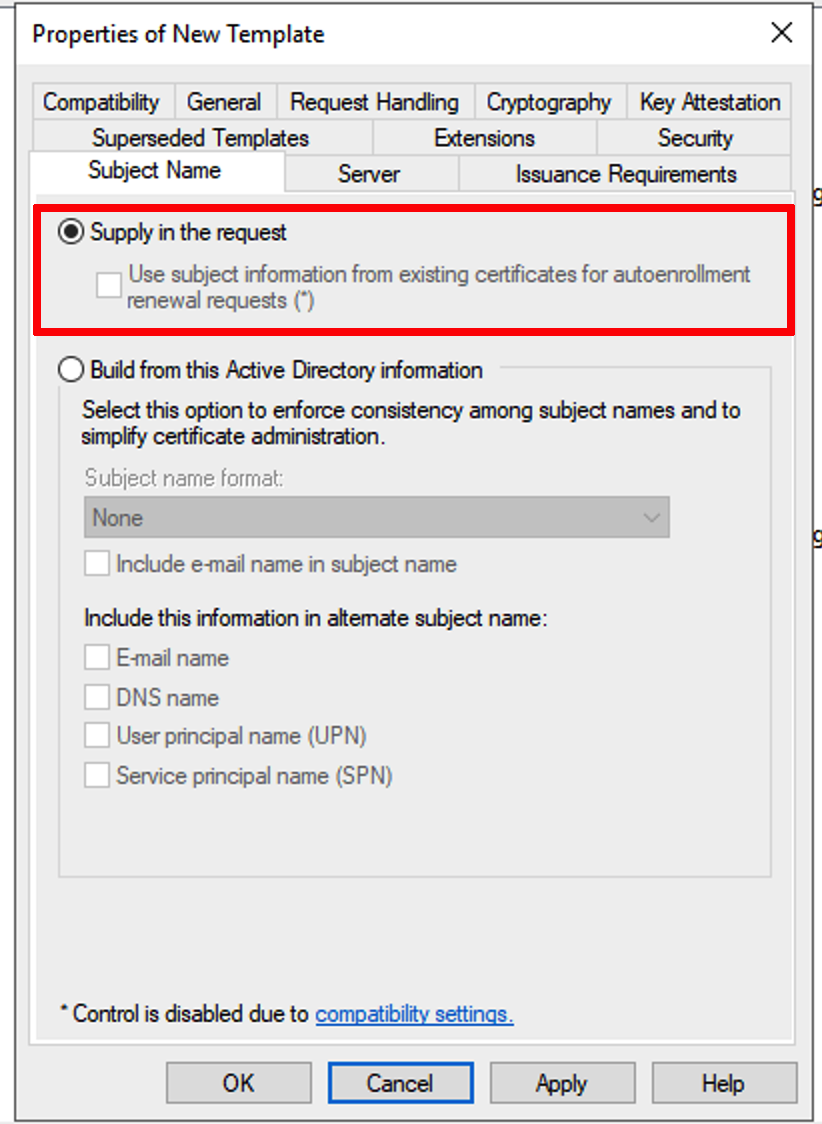 Properties of New Template
Compatibility General Request Handling Cryptography Key Attestation
Superseded Templates Extensions Security
Subject Name Server Issuance Requirements
Supply in the request
Use subject information from existing certificates for autoenrollment
renewal requests (*)
Build from this Active Directory information
Select this option to enforce consistency among subject names and to
simplify certificate administration.
Subject name format:
None
Include e-mail name in subject name
Include this information in alternate subject name:
E-mail name
DNS name
User principal name (UPN)
Service principal name (SPN)
* Control is disabled due to compatibility settings.
OK Cancel Apply Help